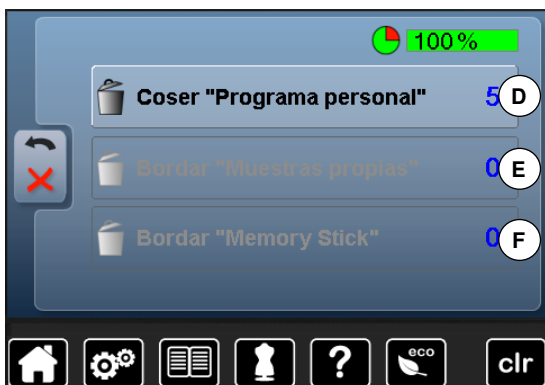 100%
Coser "Programa personal" 5 D
Bordar "Muestras propias" 0 E
Bordar "Memory Stick" 0 F
eco
? clr